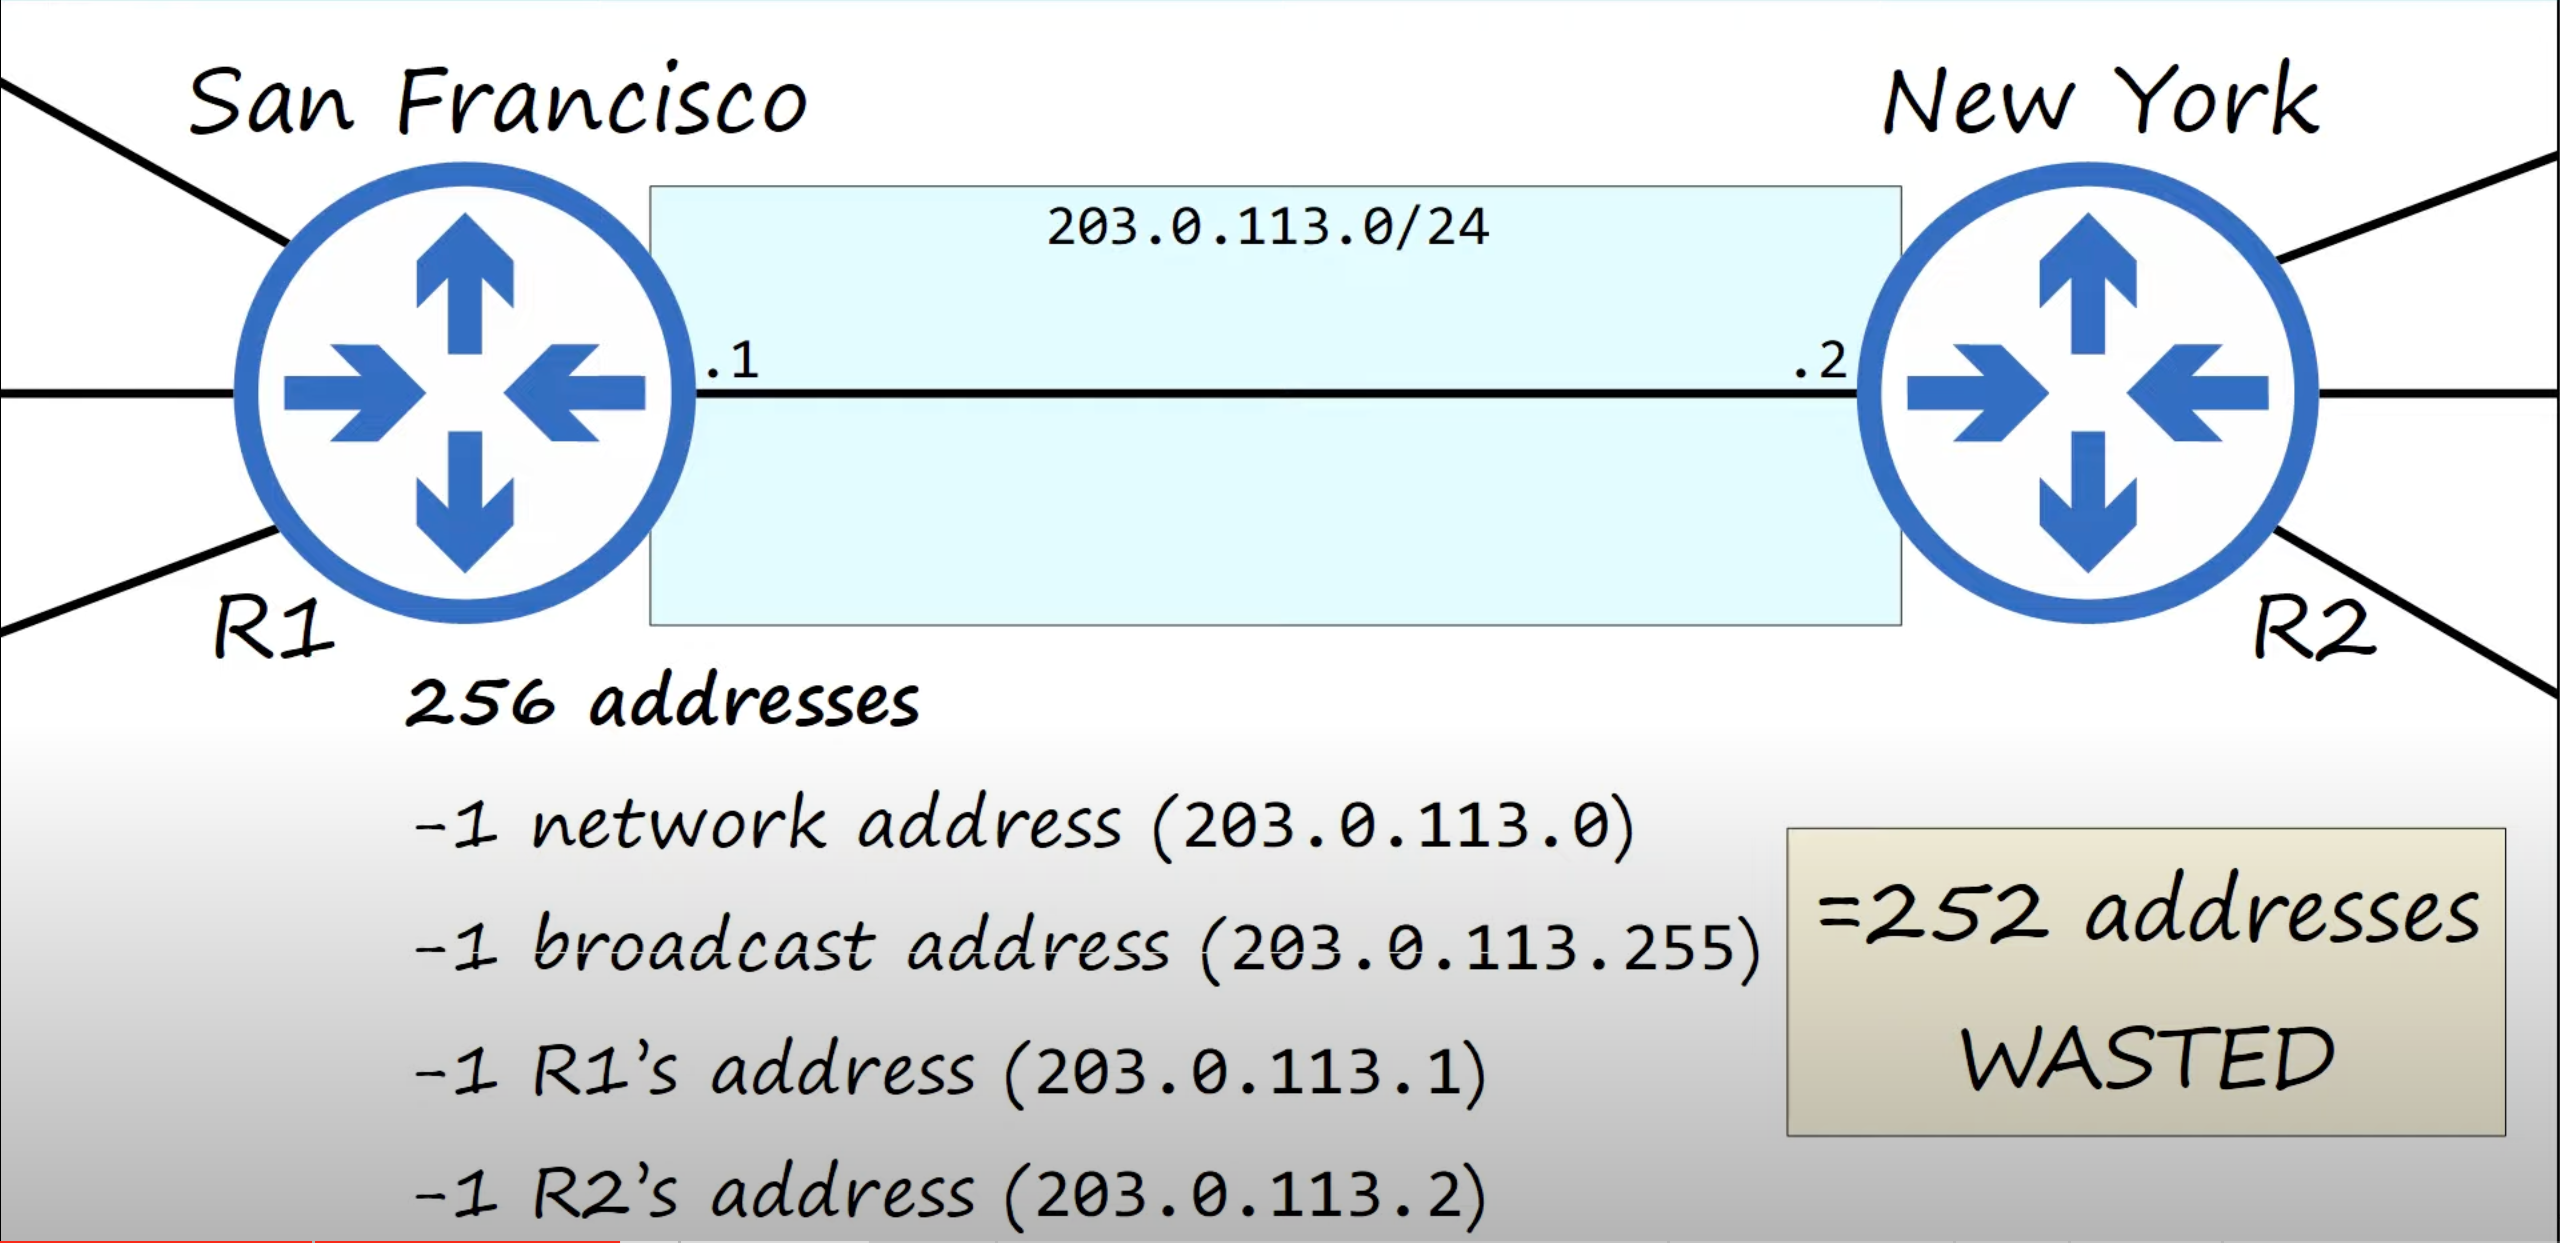 San Francisco
New York
203.0.113.0/24
.1
.2
R1
R2
256 addresses
-1 network address (203.0.113.0)
-1 broadcast address (203.0.113.255)
-1 R1's address (203.0.113.1)
-1 R2's address (203.0.113.2)
=252 addresses
WASTED